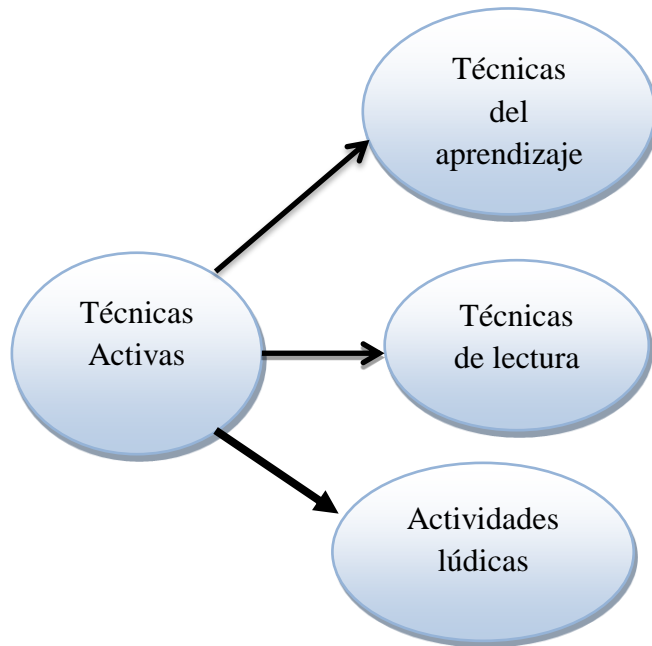 Técnicas
del
aprendizaje
Técnicas
Activas
Técnicas
de lectura
Actividades
lúdicas